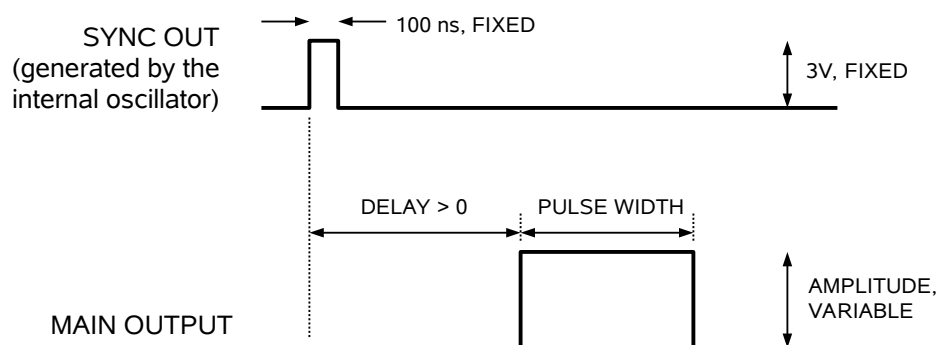 100 ns, FIXED
SYNC OUT
(generated by the
internal oscillator)
3V, FIXED
DELAY > 0
PULSE WIDTH
AMPLITUDE,
VARIABLE
MAIN OUTPUT